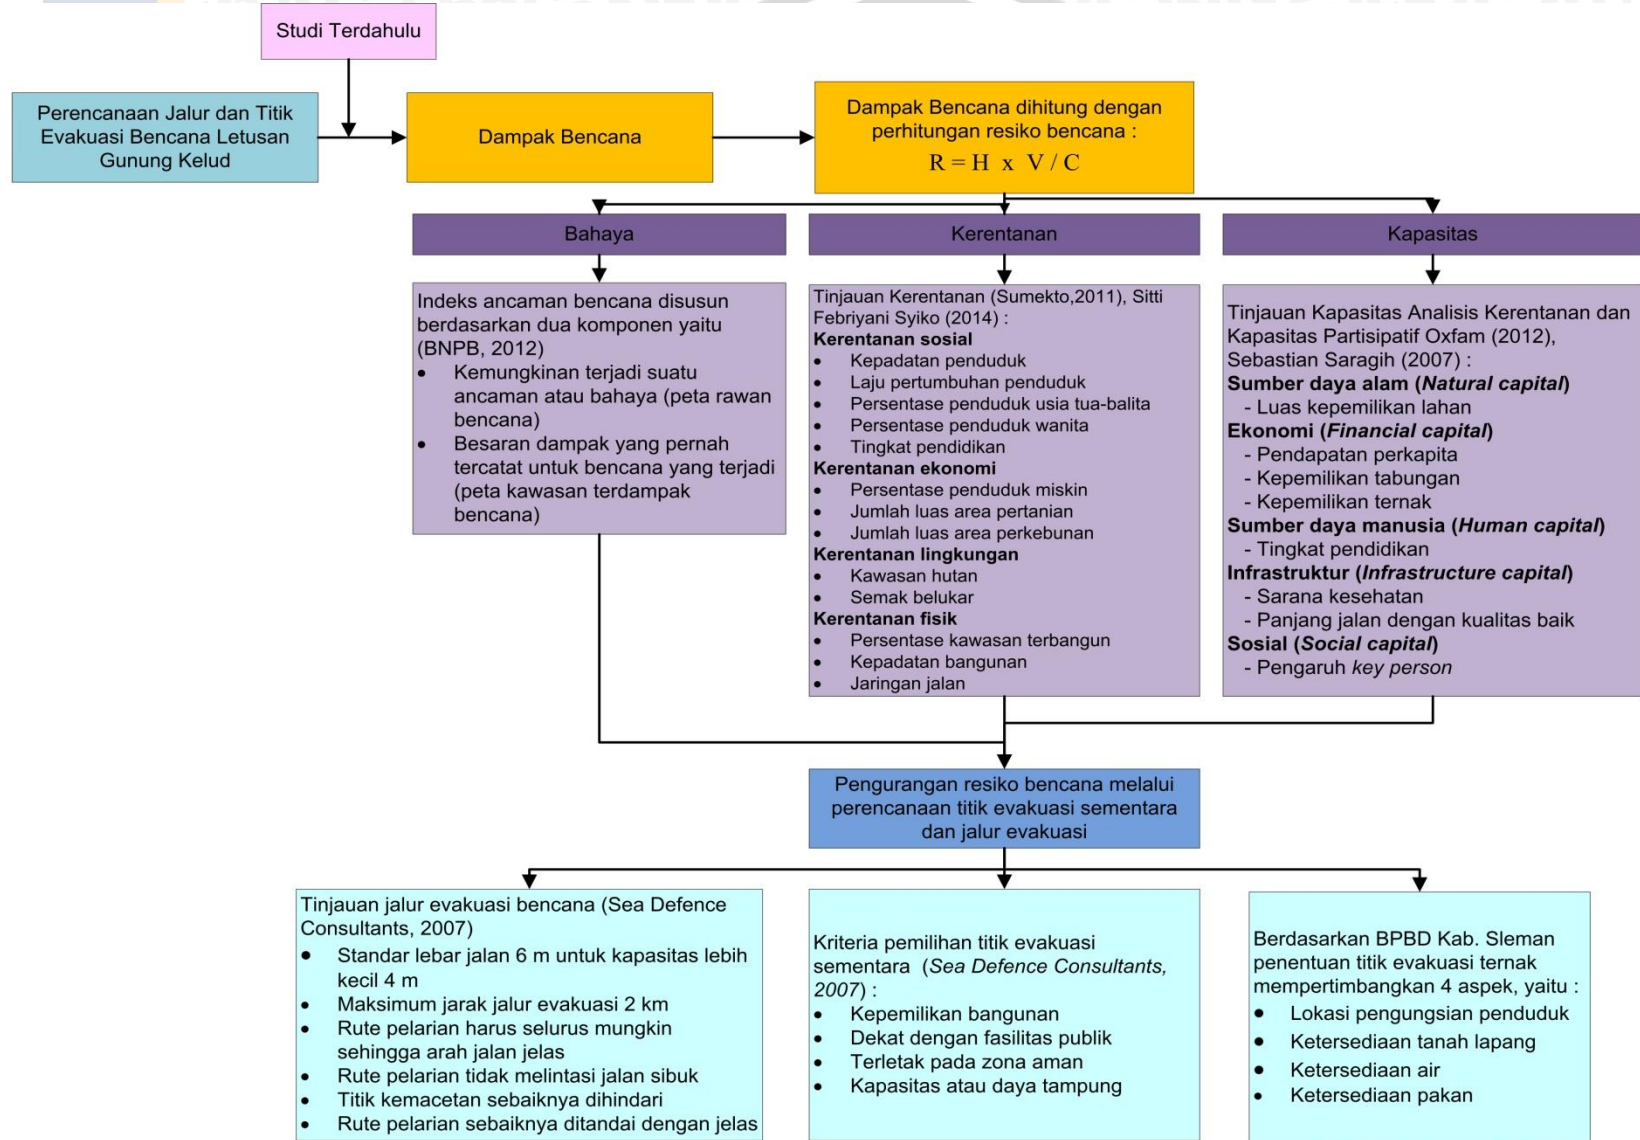 Studi Terdahulu
Perencanaan Jalur dan Titik
Evakuasi Bencana Letusan
Gunung Kelud
Dampak Bencana
Dampak Bencana dihitung dengan
perhitungan resiko bencana :
R = H x V / C
Bahaya
Kerentanan
Kapasitas
Indeks ancaman bencana disusun
berdasarkan dua komponen yaitu
(BNPB, 2012)
• Kemungkinan terjadi suatu
ancaman atau bahaya (peta rawan
bencana)
• Besaran dampak yang pernah
tercatat untuk bencana yang terjadi
(peta kawasan terdampak
bencana)
Tinjauan Kerentanan (Sumekto,2011), Sitti
Febriyani Syiko (2014) :
Kerentanan sosial
• Kepadatan penduduk
• Laju pertumbuhan penduduk
• Persentase penduduk usia tua-balita
• Persentase penduduk wanita
• Tingkat pendidikan
Kerentanan ekonomi
• Persentase penduduk miskin
• Jumlah luas area pertanian
• Jumlah luas area perkebunan
Kerentanan lingkungan
• Kawasan hutan
• Semak belukar
Kerentanan fisik
• Persentase kawasan terbangun
• Kepadatan bangunan
• Jaringan jalan
Tinjauan Kapasitas Analisis Kerentanan dan
Kapasitas Partisipatif Oxfam (2012),
Sebastian Saragih (2007) :
Sumber daya alam (Natural capital)
- Luas kepemilikan lahan
Ekonomi (Financial capital)
- Pendapatan perkapita
- Kepemilikan tabungan
- Kepemilikan ternak
Sumber daya manusia (Human capital)
- Tingkat pendidikan
Infrastruktur (Infrastructure capital)
- Sarana kesehatan
- Panjang jalan dengan kualitas baik
Sosial (Social capital)
- Pengaruh key person
Pengurangan resiko bencana melalui
perencanaan titik evakuasi sementara
dan jalur evakuasi
Tinjauan jalur evakuasi bencana (Sea Defence
Consultants, 2007)
• Standar lebar jalan 6 m untuk kapasitas lebih
kecil 4 m
• Maksimum jarak jalur evakuasi 2 km
• Rute pelarian harus selurus mungkin
sehingga arah jalan jelas
• Rute pelarian tidak melintasi jalan sibuk
• Titik kemacetan sebaiknya dihindari
• Rute pelarian sebaiknya ditandai dengan jelas
Kriteria pemilihan titik evakuasi
sementara (Sea Defence Consultants,
2007) :
• Kepemilikan bangunan
• Dekat dengan fasilitas publik
• Terletak pada zona aman
• Kapasitas atau daya tampung
Berdasarkan BPBD Kab. Sleman
penentuan titik evakuasi ternak
mempertimbangkan 4 aspek, yaitu :
• Lokasi pengungsian penduduk
• Ketersediaan tanah lapang
• Ketersediaan air
• Ketersediaan pakan